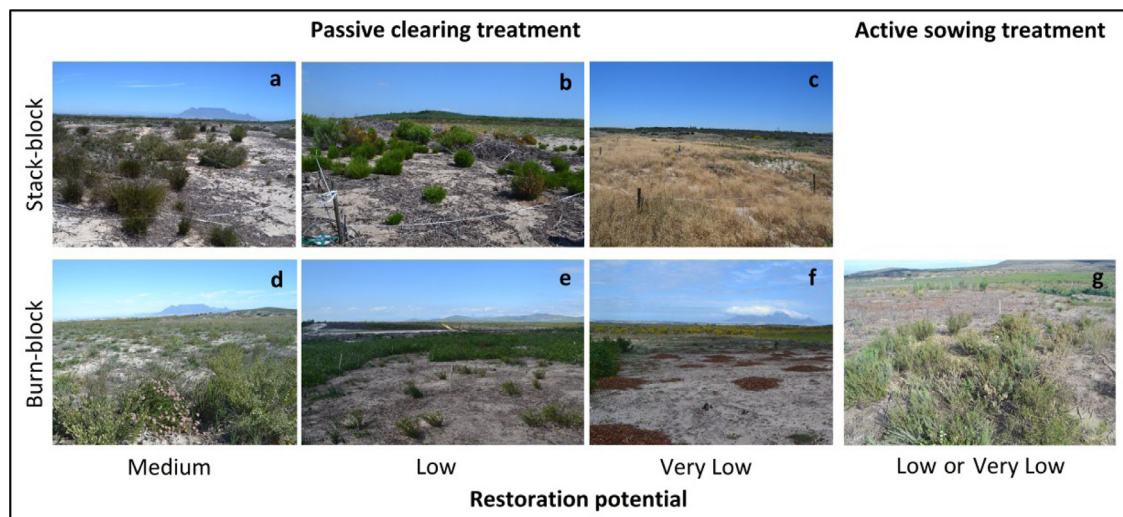 Passive clearing treatment
Active sowing treatment
Stack-block
a
b
c
Burn-block
d
e
f
g
Medium
Low
Very Low
Low or Very Low
Restoration potential